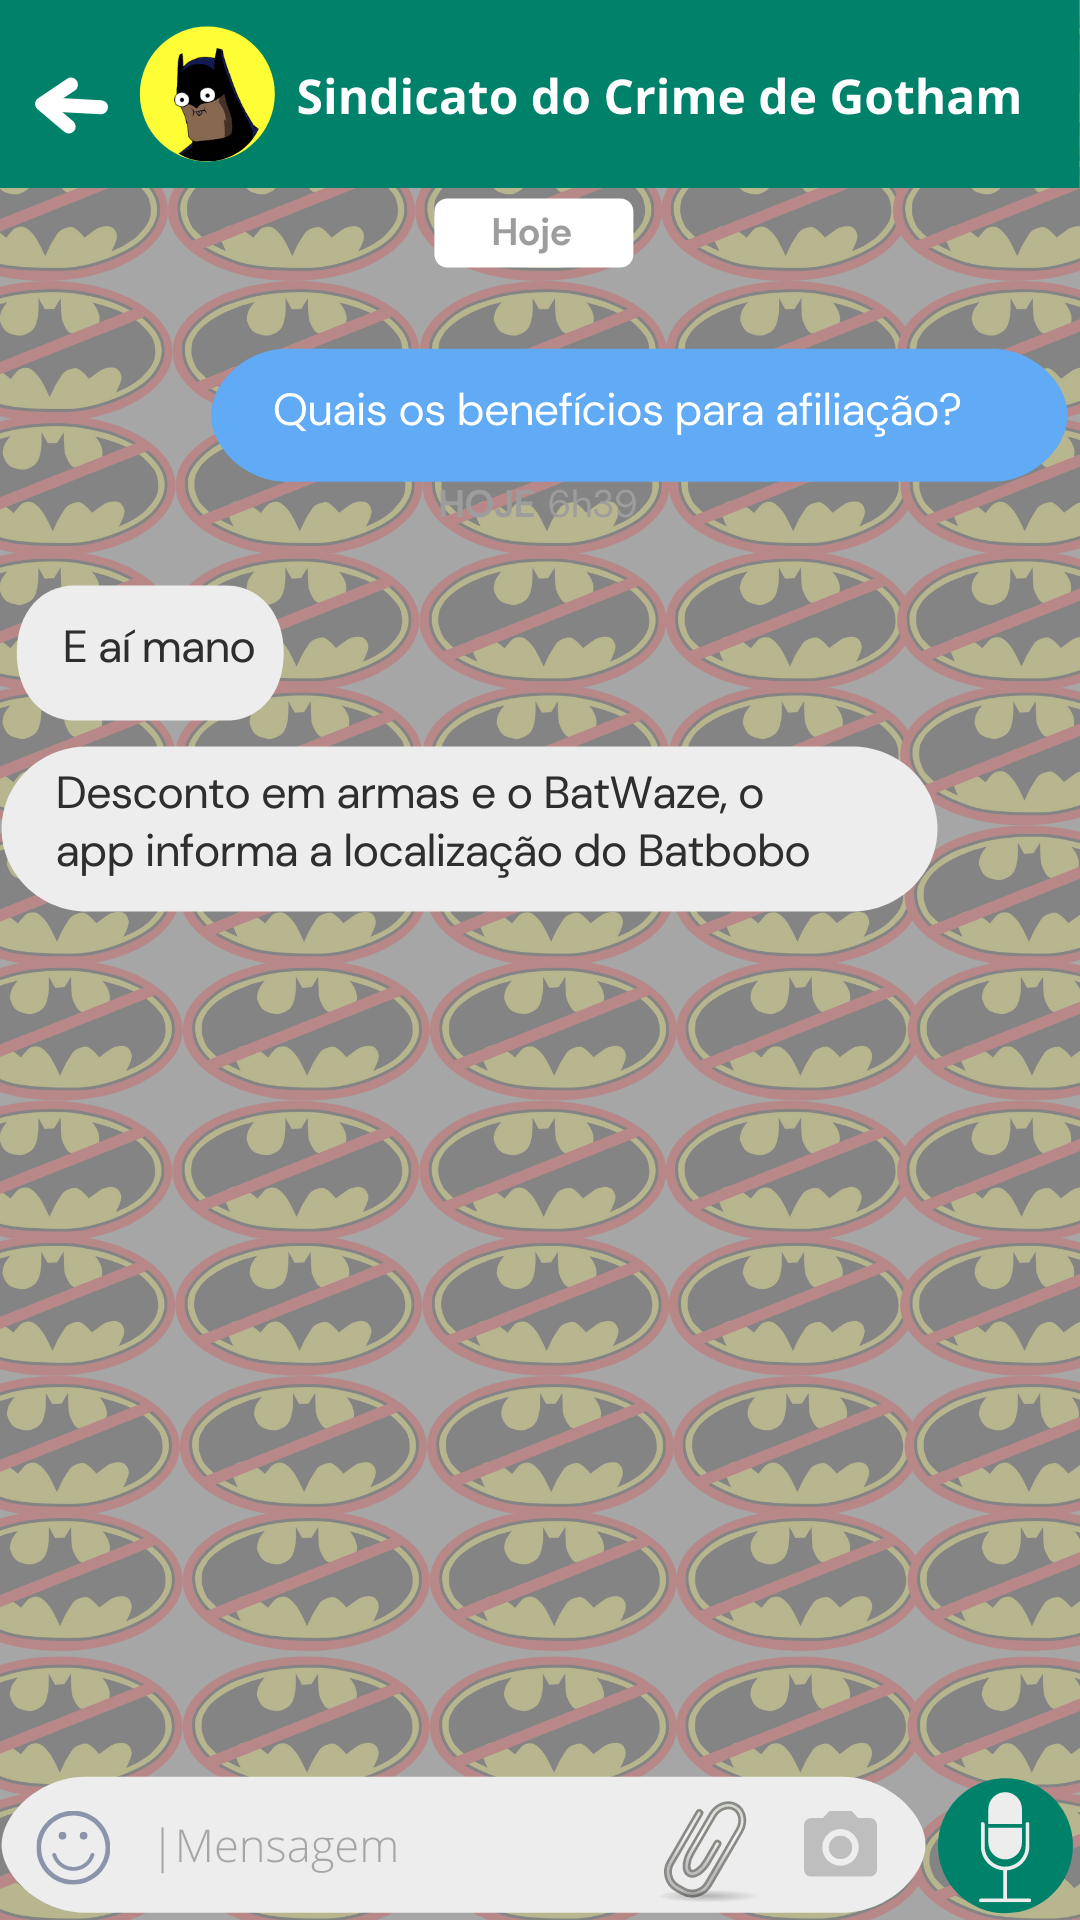 Sindicato do Crime de Gotham
Hoje
Quais os benefícios para afiliação?
HOJE 6h39
E aí mano
Desconto em armas e o BatWaze, o
app informa a localização do Batbobo
|Mensagem